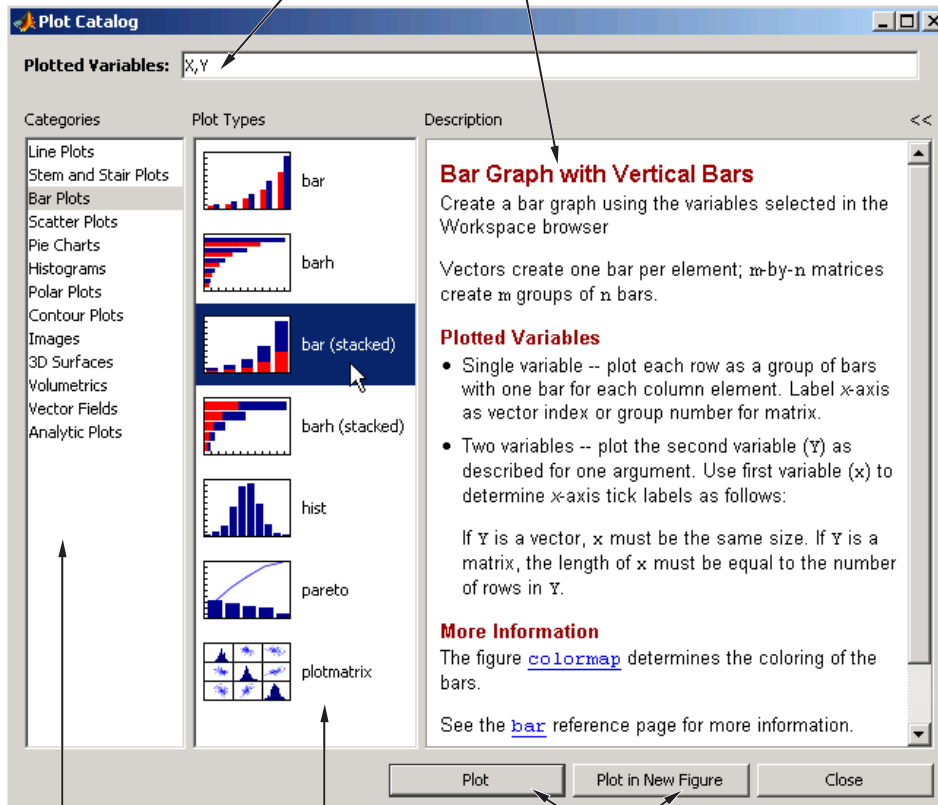 Plot Catalog
Plotted Variables: X,Y
Categories
Plot Types
Description
<<
Line Plots
Stem and Stair Plots
Bar Plots
Scatter Plots
Pie Charts
Histograms
Polar Plots
Contour Plots
Images
3D Surfaces
Volumetrics
Vector Fields
Analytic Plots
bar
barh
bar (stacked)
barh (stacked)
hist
pareto
plotmatrix
Bar Graph with Vertical Bars
Create a bar graph using the variables selected in the
Workspace browser
Vectors create one bar per element; m-by-n matrices
create m groups of n bars.
Plotted Variables
• Single variable -- plot each row as a group of bars
with one bar for each column element. Label x-axis
as vector index or group number for matrix.
• Two variables -- plot the second variable (Y) as
described for one argument. Use first variable (x) to
determine x-axis tick labels as follows:
If Y is a vector, x must be the same size. If Y is a
matrix, the length of x must be equal to the number
of rows in Y.
More Information
The figure colormap determines the coloring of the
bars.
See the bar reference page for more information.
Plot
Plot in New Figure
Close